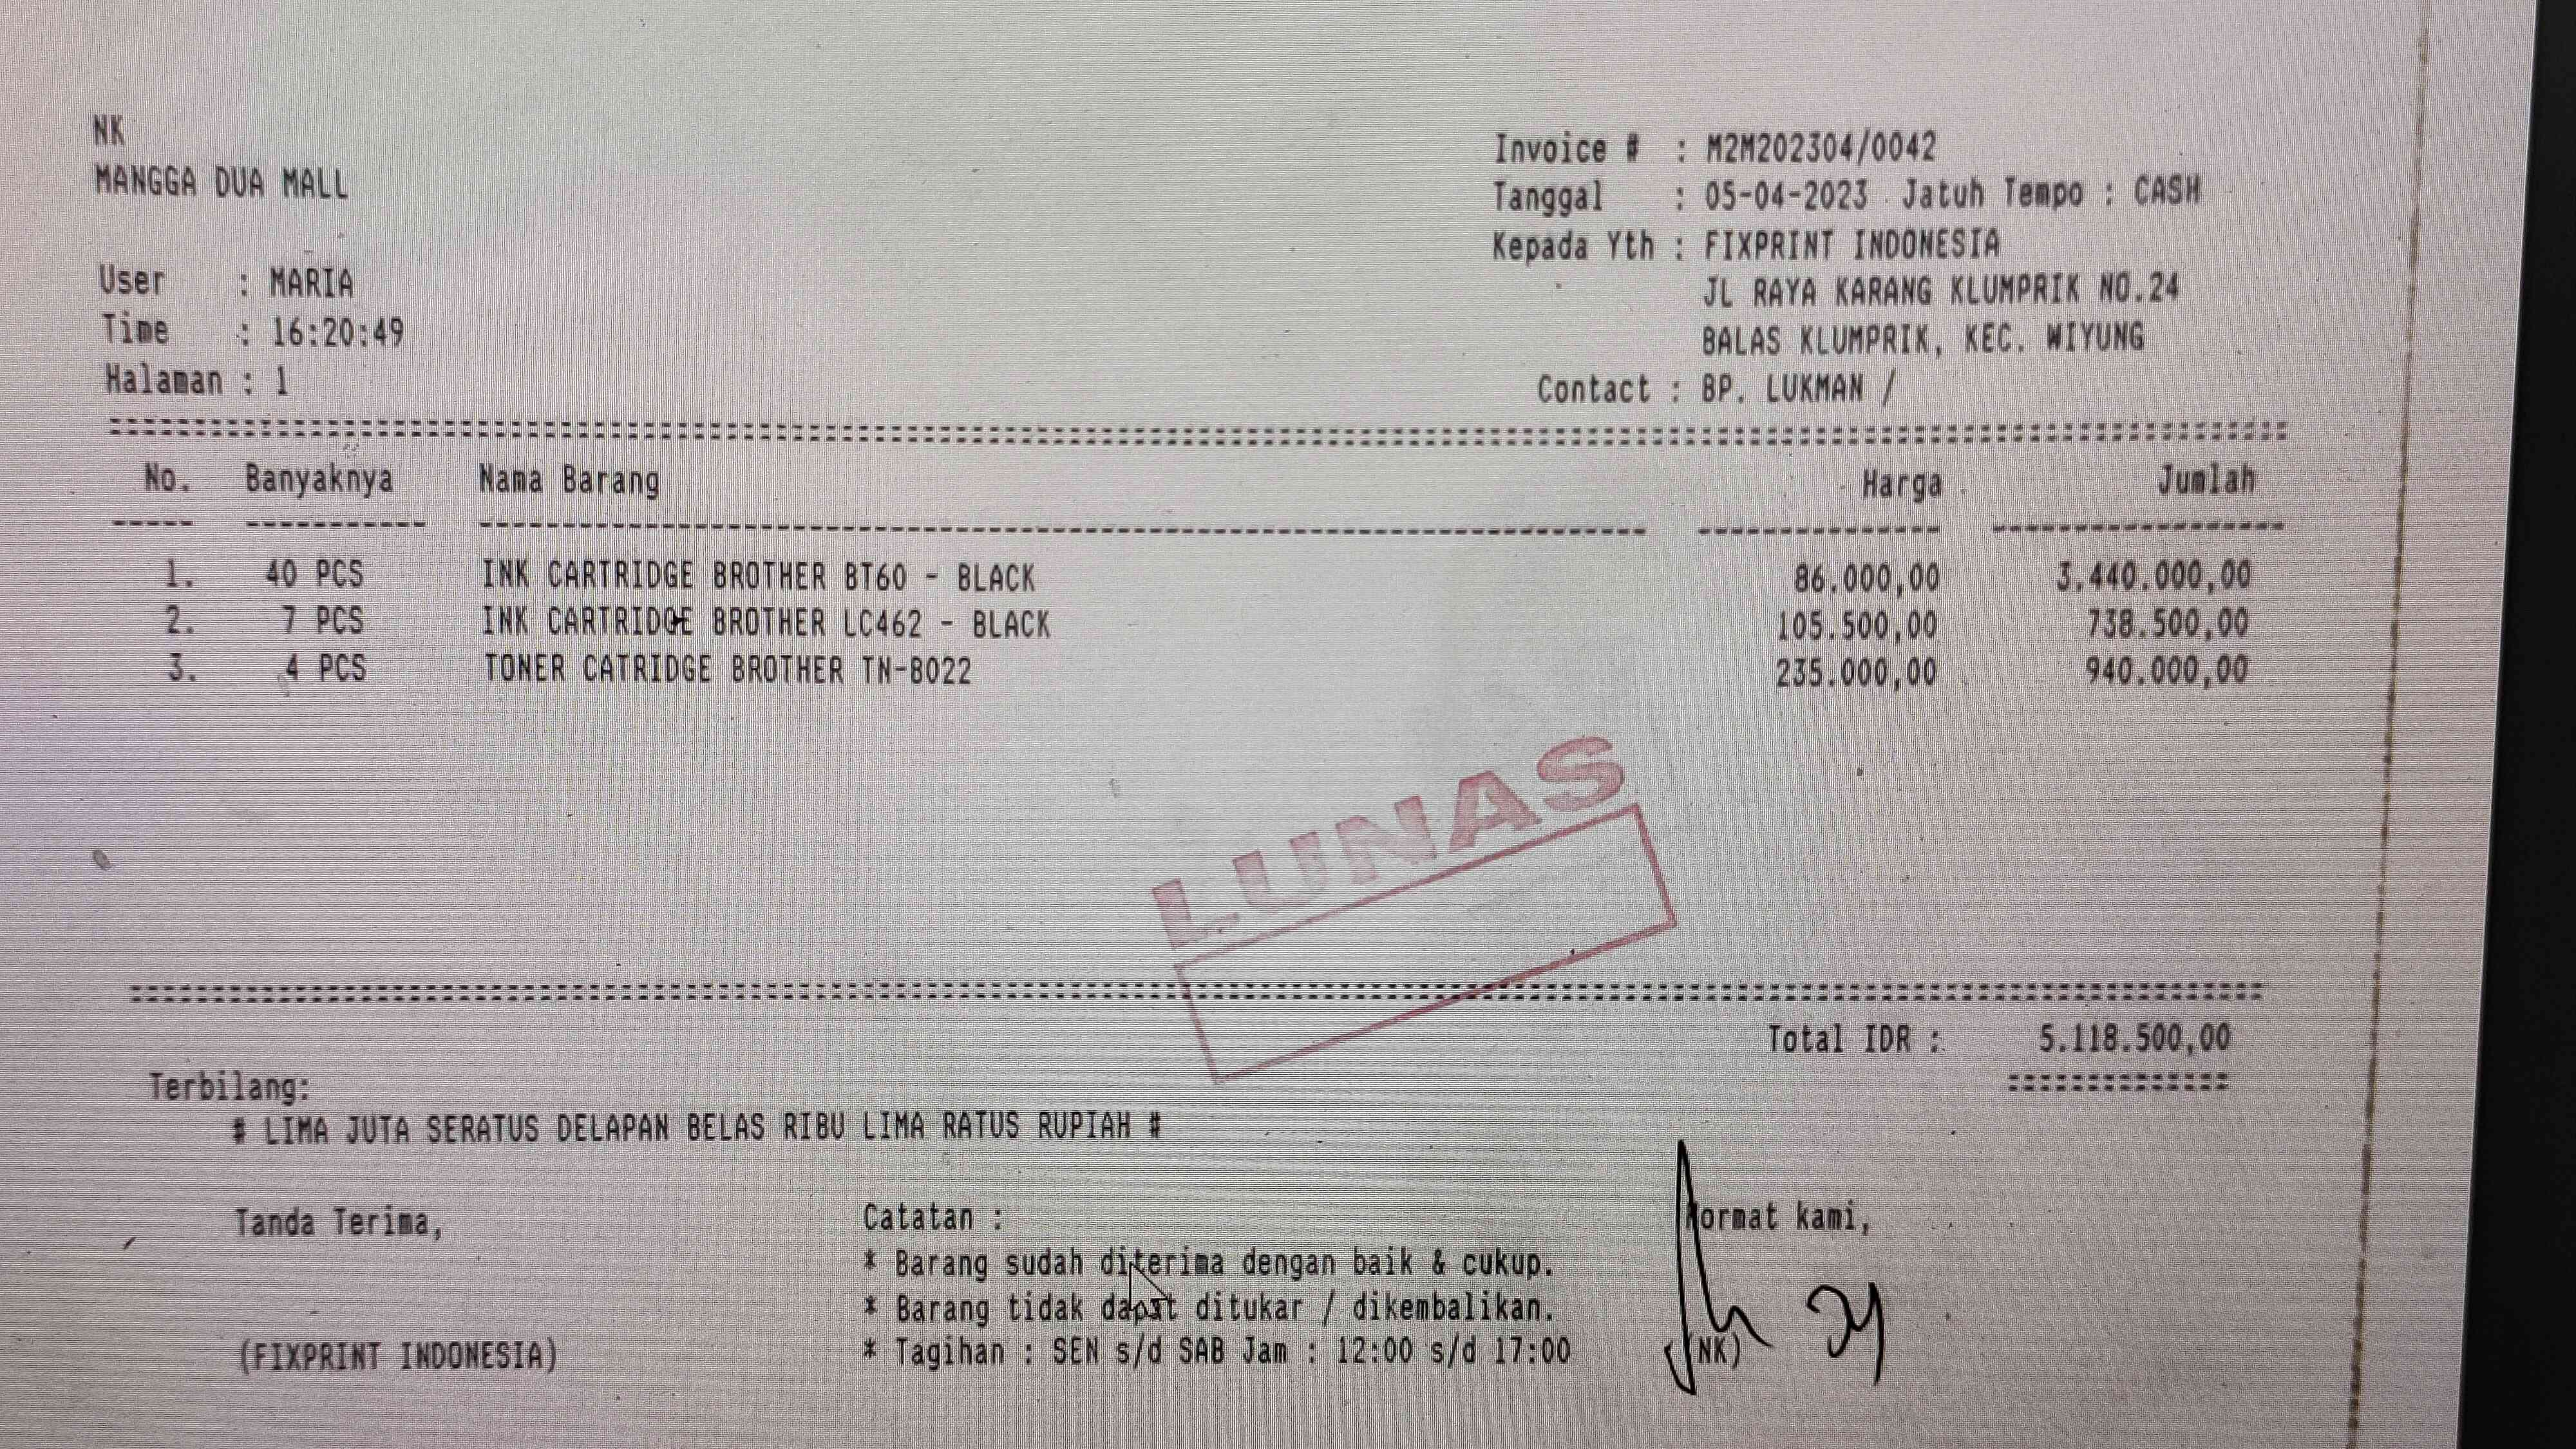 NK
MANGGA DUA MALL
User : MARIA
Time : 16:20:49
Halaman : 1
Invoice # : M2M202304/0042
Tanggal : 05-04-2023 Jatuh Tempo : CASH
Kepada Yth : FIXPRINT INDONESIA
JL RAYA KARANG KLUMPRIK NO.24
BALAS KLUMPRIK, KEC. WIYUNG
Contact : BP. LUKMAN /
No. Banyaknya Nama Barang Harga Jumlah
1. 40 PCS INK CARTRIDGE BROTHER BT60 - BLACK 86.000,00 3.440.000,00
2. 7 PCS INK CARTRIDGE BROTHER LC462 - BLACK 105.500,00 738.500,00
3. 4 PCS TONER CATRIDGE BROTHER TN-8022 235.000,00 940.000,00
LUNAS
Total IDR : 5.118.500,00
Terbilang:
# LIMA JUTA SERATUS DELAPAN BELAS RIBU LIMA RATUS RUPIAH #
Tanda Terima,
(FIXPRINT INDONESIA)
Catatan :
* Barang sudah diterima dengan baik & cukup.
* Barang tidak dapat ditukar / dikembalikan.
* Tagihan : SEN s/d SAB Jam : 12:00 s/d 17:00
Hormat kami,
(NK)